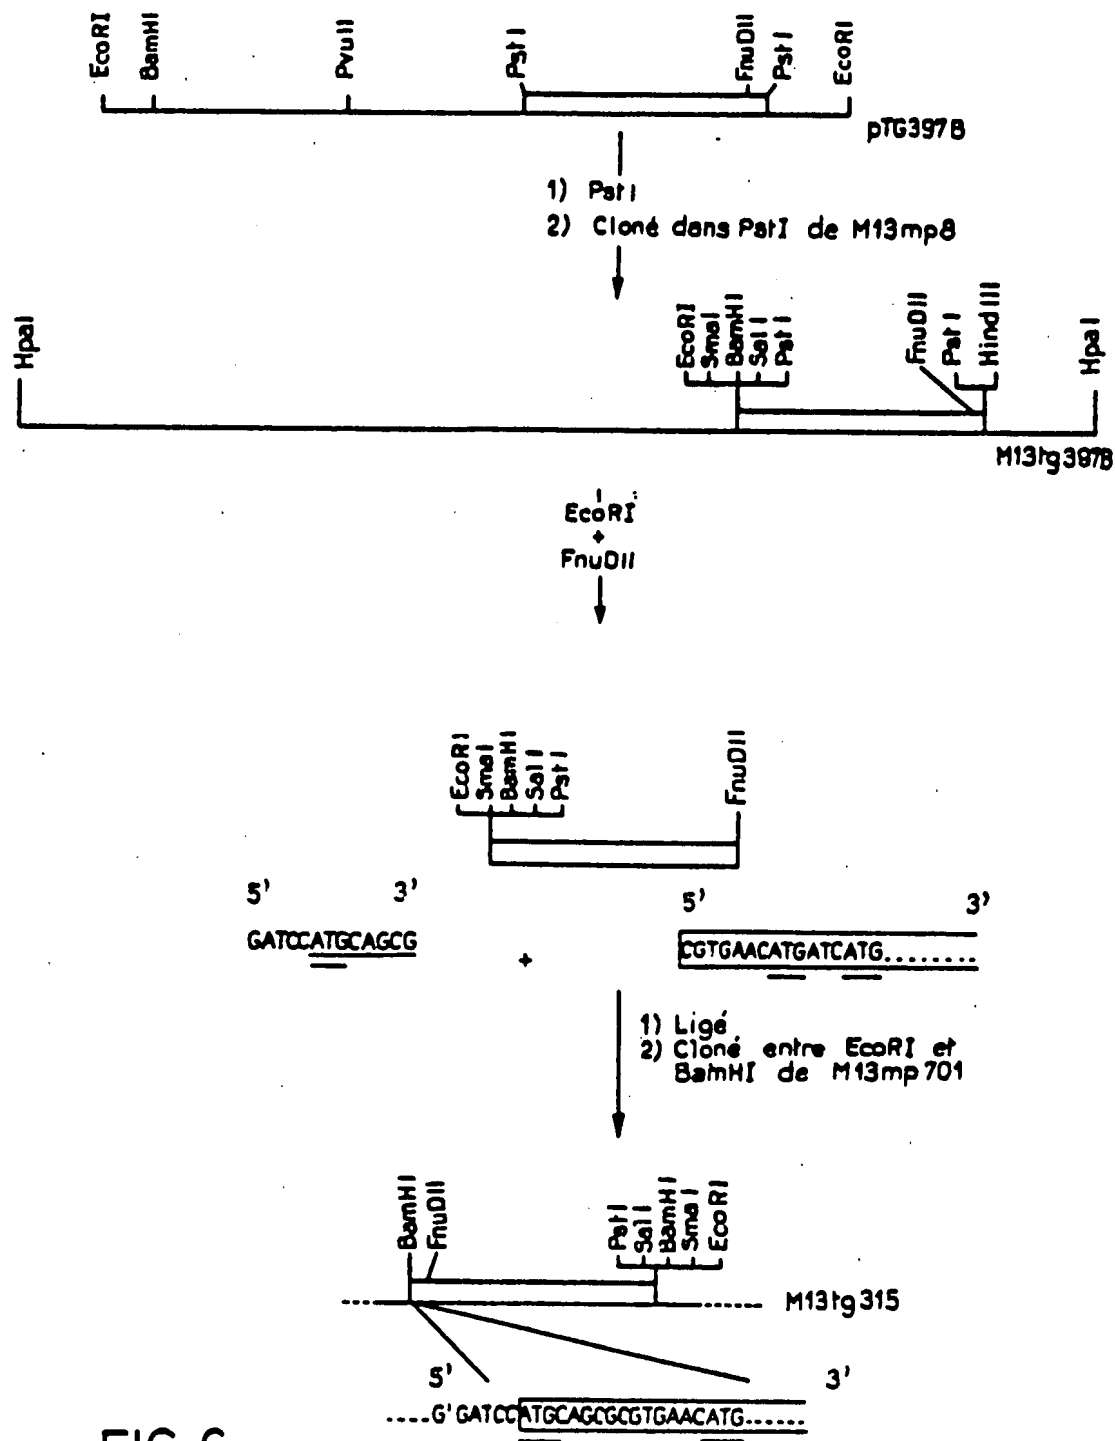 EcoRI BamHI PvuII PstI FnuDII PstI EcoRI
pTG397B
1) PstI
2) Cloné dans PstI de M13mp8
HpaI EcoRI SmaI BamHI SalI PstI FnuDII PstI HindIII HpaI
M13tg397B
EcoRI
+
FnuDII
EcoRI SmaI BamHI SalI PstI FnuDII
5' 3' 5' 3'
GATCCATGCAGCG + CGTGAACATGATCATG........
1) Ligé
2) Cloné entre EcoRI et
BamHI de M13mp701
BamHI FnuDII PstI SalI BamHI SmaI EcoRI
M13tg315
5' 3'
....G'GATCCATGCAGCGCGTGAACATG......
FIG. 6